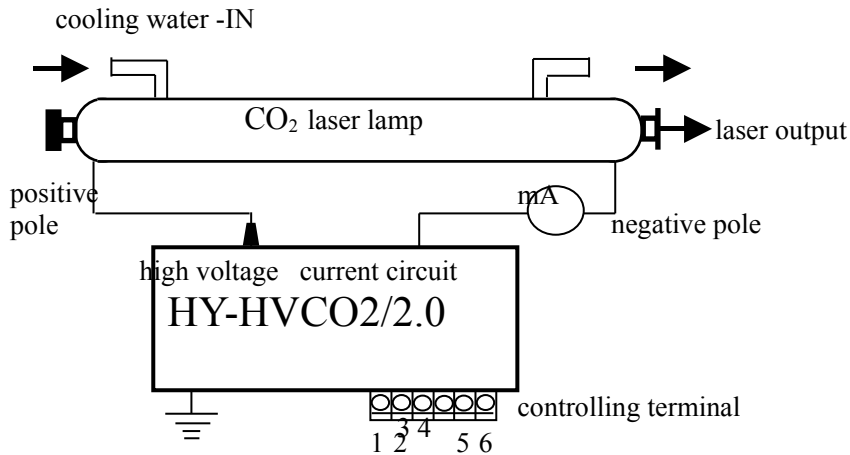 cooling water -IN
CO₂ laser lamp
laser output
positive
pole
mA
negative pole
high voltage current circuit
HY-HVCO2/2.0
controlling terminal
1 2 3 4 5 6